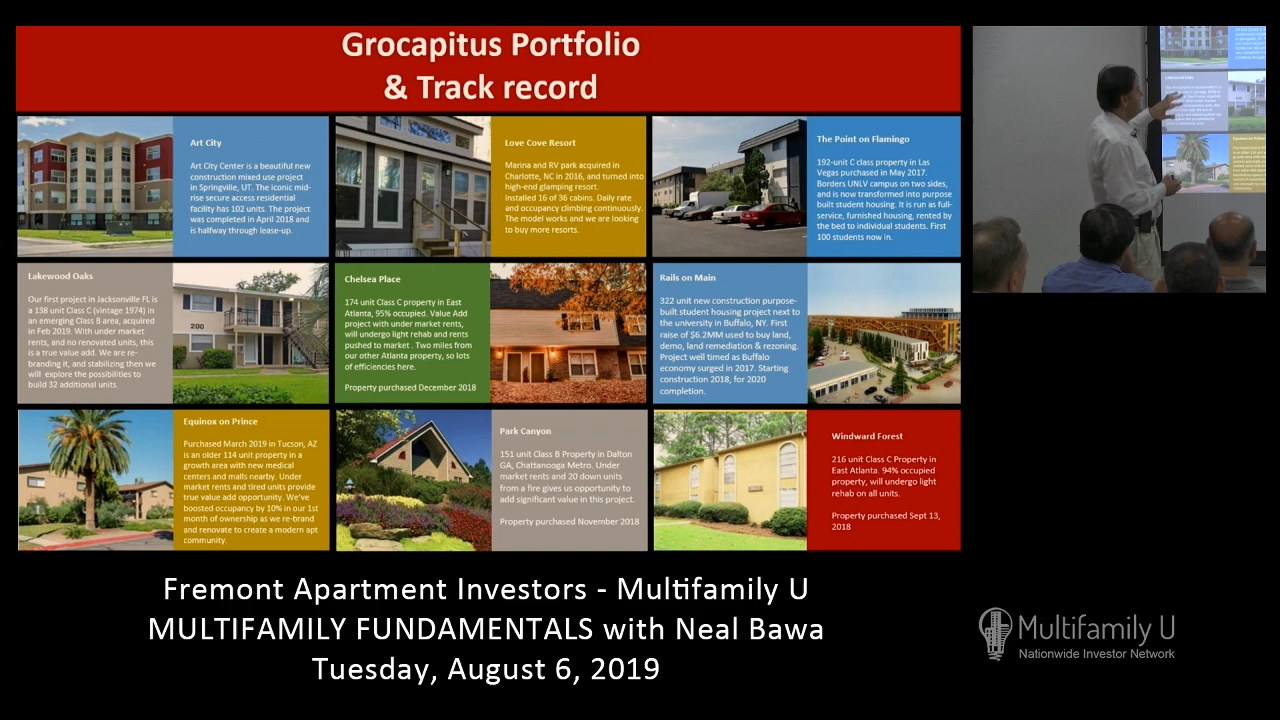 Grocapitus Portfolio
& Track record
Art City
Art City Center is a beautiful new
construction mixed use project
in Springville, UT. The iconic mid-
rise secure access residential
facility has 102 units. The project
was completed in April 2018 and
is halfway through lease-up.
Love Cove Resort
Marina and RV park acquired in
Charlotte, NC in 2016, and turned into
high-end glamping resort.
Installed 16 of 36 cabins. Daily rate
and occupancy climbing continuously.
The model works and we are looking
to buy more resorts.
The Point on Flamingo
192-unit C class property in Las
Vegas purchased in May 2017.
Borders UNLV campus on two sides,
and is now transformed into purpose
built student housing. It is run as full-
service, furnished housing, rented by
the bed to individual students. First
100 students now in.
Lakewood Oaks
Our first project in Jacksonville FL is
a 138 unit Class C (vintage 1974) in
an emerging Class B area, acquired
in Feb 2019. With under market
rents, and no renovated units, this
is a true value add. We are re-
branding it, and stabilizing then we
will explore the possibilities to
build 32 additional units.
200
Chelsea Place
174 unit Class C property in East
Atlanta, 95% occupied. Value Add
project with under market rents,
will undergo light rehab and rents
pushed to market . Two miles from
our other Atlanta property, so lots
of efficiencies here.
Property purchased December 2018
Rails on Main
322 unit new construction purpose-
built student housing project next to
the university in Buffalo, NY. First
raise of $6.2MM used to buy land,
demo, land remediation & rezoning.
Project well timed as Buffalo
economy surged in 2017. Starting
construction 2018, for 2020
completion.
Equinox on Prince
Purchased March 2019 in Tucson, AZ
is an older 114 unit property in a
growth area with new medical
centers and malls nearby. Under
market rents and tired units provide
true value add opportunity. We've
boosted occupancy by 10% in our 1st
month of ownership as we re-brand
and renovate to create a modern apt
community.
Park Canyon
151 unit Class B Property in Dalton
GA, Chattanooga Metro. Under
market rents and 20 down units
from a fire gives us opportunity to
add significant value in this project.
Property purchased November 2018
Windward Forest
216 unit Class C Property in
East Atlanta. 94% occupied
property, will undergo light
rehab on all units.
Property purchased Sept 13,
2018
Fremont Apartment Investors - Multifamily U
MULTIFAMILY FUNDAMENTALS with Neal Bawa
Tuesday, August 6, 2019
Multifamily U
Nationwide Investor Network